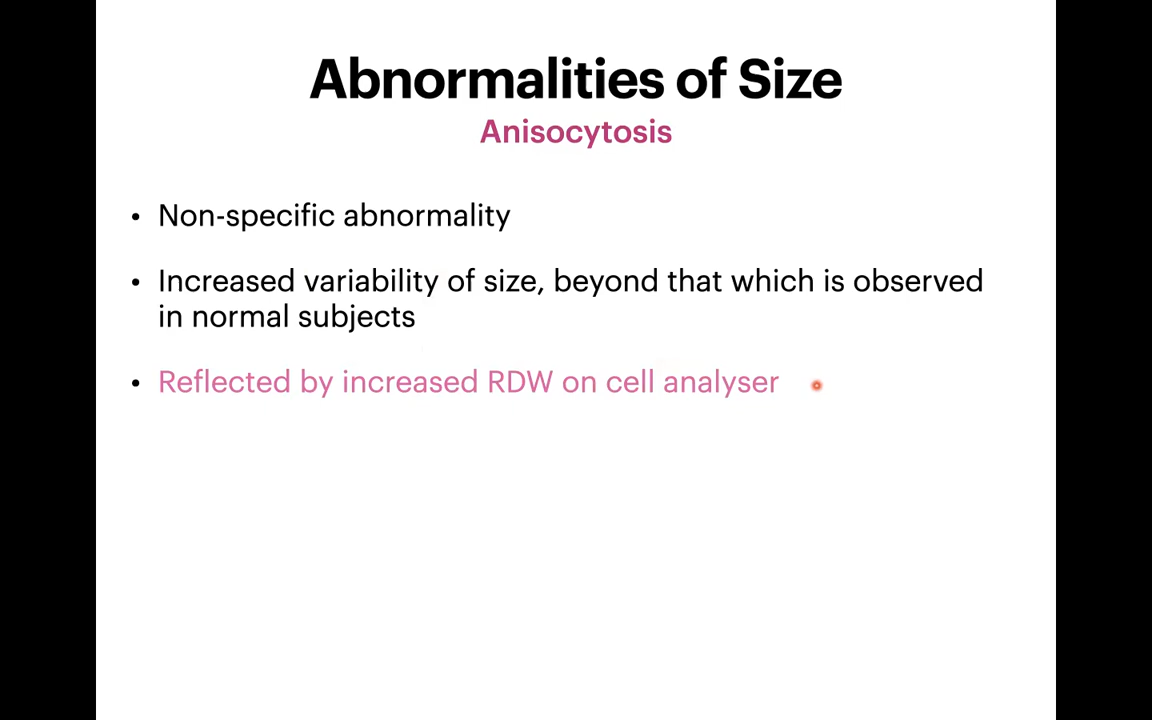 Abnormalities of Size
Anisocytosis
• Non-specific abnormality
• Increased variability of size, beyond that which is observed
in normal subjects
• Reflected by increased RDW on cell analyser